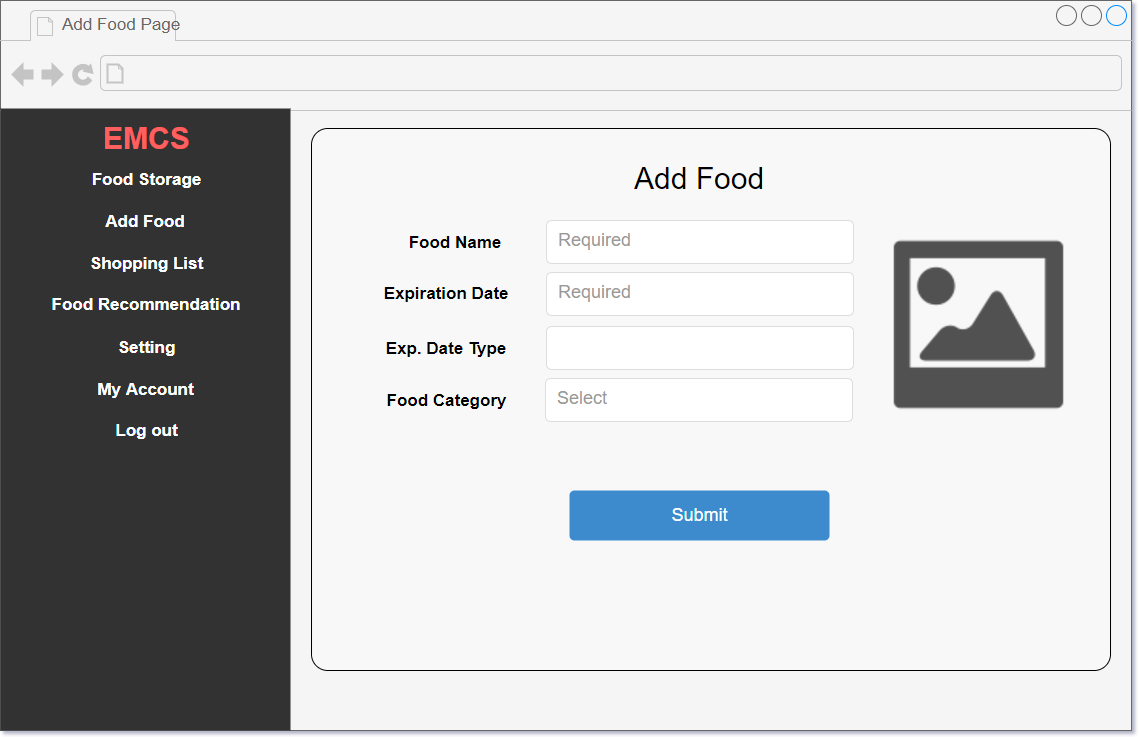 Add Food Page
EMCS
Food Storage
Add Food
Shopping List
Food Recommendation
Setting
My Account
Log out
Add Food
Food Name
Required
Expiration Date
Required
Exp. Date Type
Food Category
Select
Submit